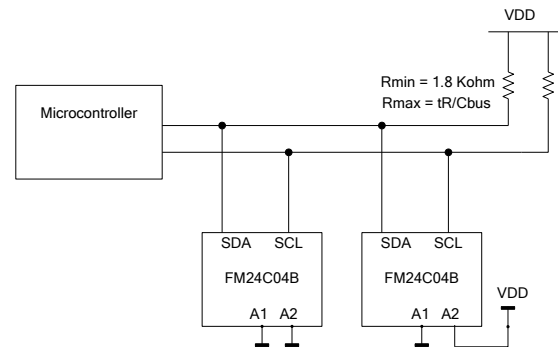 VDD
Rmin = 1.8 Kohm
Rmax = tR/Cbus
Microcontroller
SDA SCL
FM24C04B
A1 A2
SDA SCL
FM24C04B
A1 A2
VDD